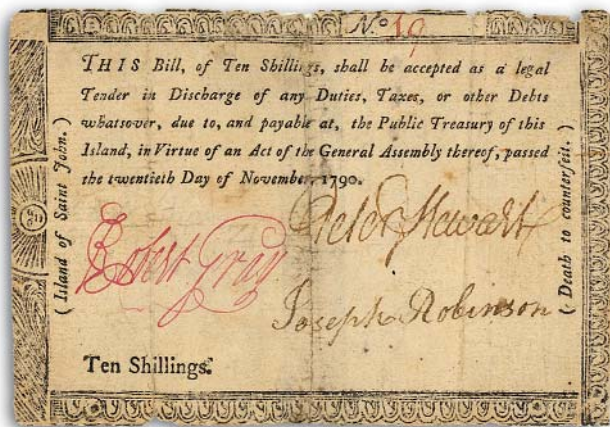 No. 19
THIS Bill, of Ten Shillings, shall be accepted as a legal
Tender in Discharge of any Duties, Taxes, or other Debts
whatsover, due to, and payable at, the Public Treasury of this
Island, in Virtue of an Act of the General Assembly thereof, passed
the twentieth Day of November, 1790.
(Island of Saint John.)
Robert Gray
Peter Stewart
Joseph Robinson
(Death to counterfeit.)
Ten Shillings.